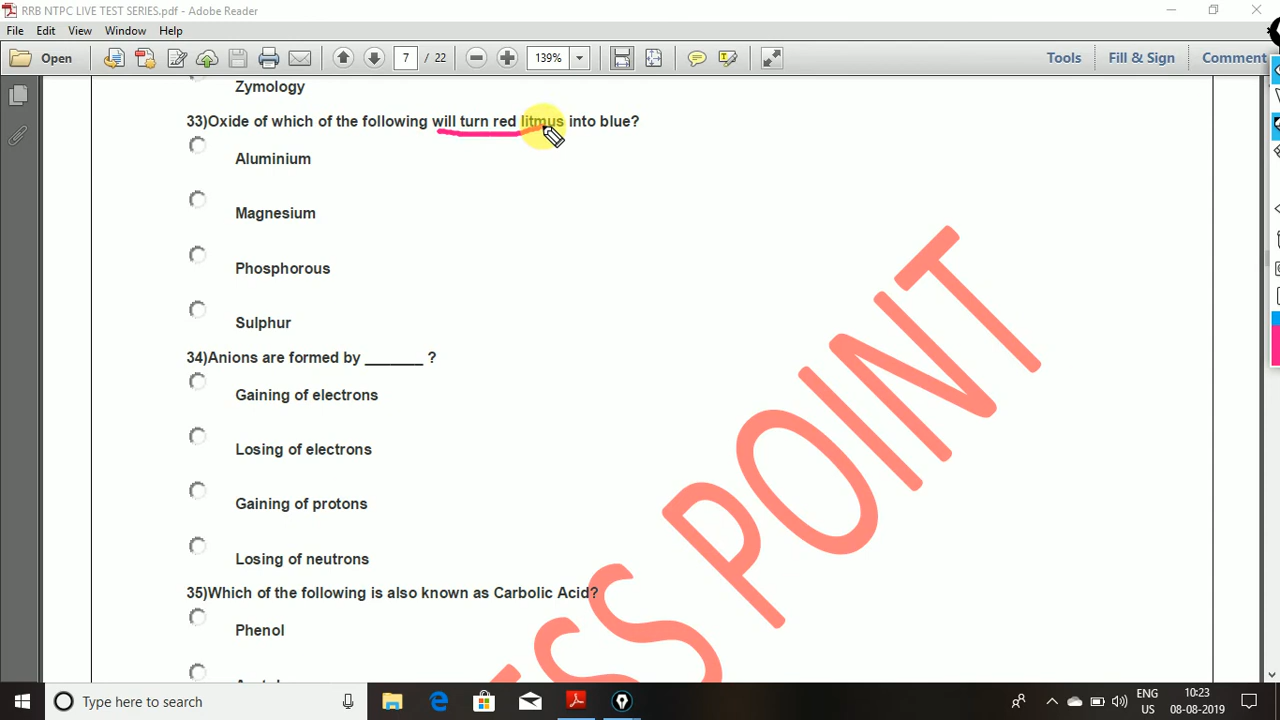 RRB NTPC LIVE TEST SERIES.pdf - Adobe Reader
File Edit View Window Help
Open 7 / 22 139% Tools Fill & Sign Comment
Zymology
33)Oxide of which of the following will turn red litmus into blue?
Aluminium
Magnesium
Phosphorous
Sulphur
34)Anions are formed by _______ ?
Gaining of electrons
Losing of electrons
Gaining of protons
Losing of neutrons
35)Which of the following is also known as Carbolic Acid?
Phenol
ESS POINT
Type here to search
ENG
US
10:23
08-08-2019